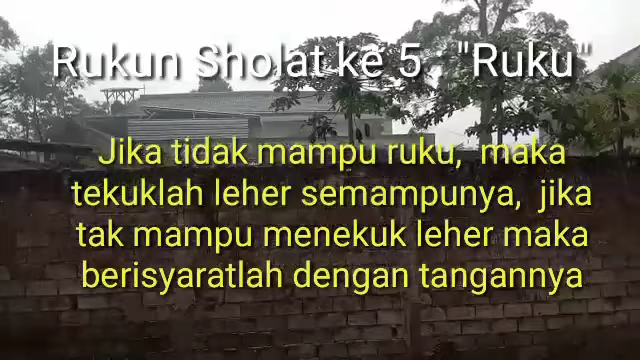 Rukun Sholat ke 5 : "Ruku"
Jika tidak mampu ruku, maka
tekuklah leher semampunya, jika
tak mampu menekuk leher maka
berisyaratlah dengan tangannya